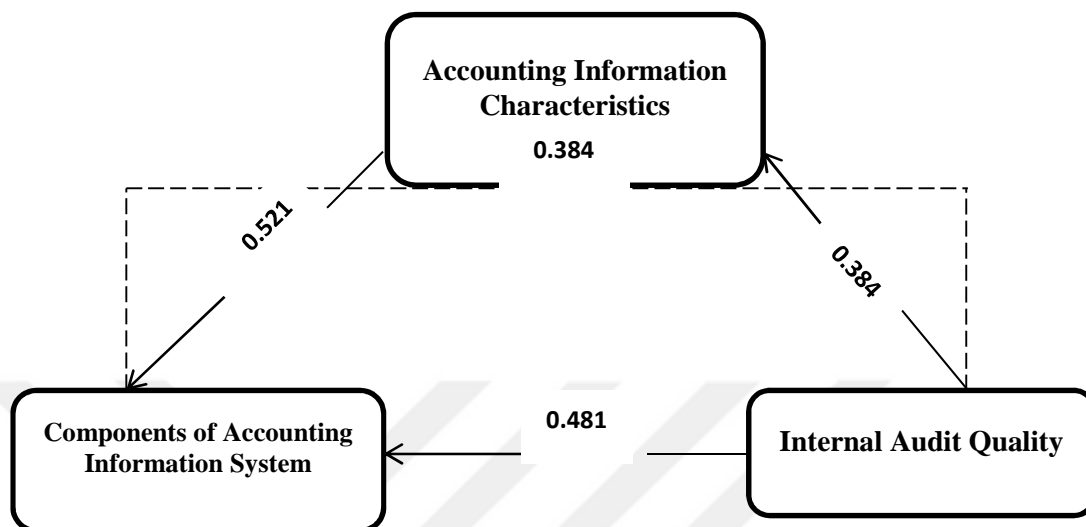 Accounting Information
Characteristics
0.384
0.521
0.384
0.481
Components of Accounting
Information System
Internal Audit Quality